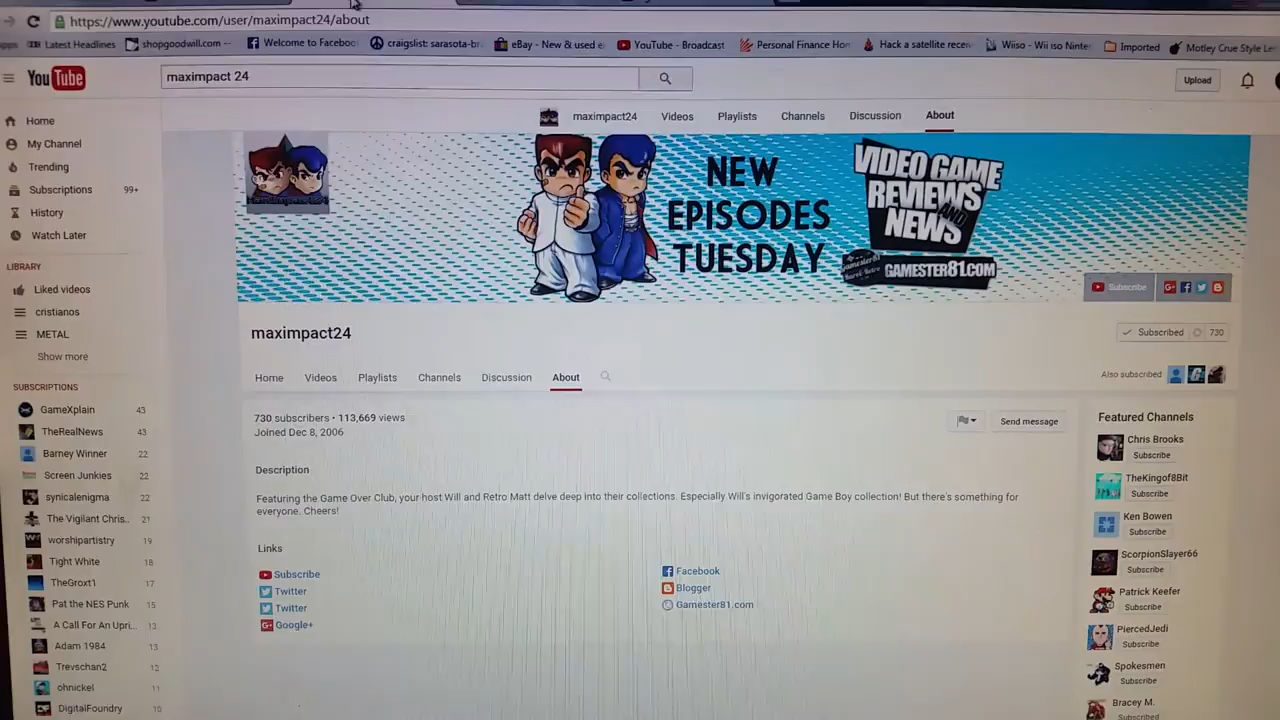 https://www.youtube.com/user/maximpact24/about
Latest Headlines
shopgoodwill.com --
Welcome to Faceboo
craigslist: sarasota-br
eBay - New & used el
YouTube - Broadcast
Personal Finance Hom
Hack a satellite recei
Wiiso - Wii iso Ninte
Imported
Motley Crue Style Le
YouTube
maximpact 24
Upload
maximpact24
Videos
Playlists
Channels
Discussion
About
Home
My Channel
Trending
Subscriptions 99+
History
Watch Later
LIBRARY
Liked videos
cristianos
METAL
Show more
SUBSCRIPTIONS
GameXplain 43
TheRealNews 43
Barney Winner 22
Screen Junkies 22
synicalenigma 22
The Vigilant Chris.. 21
worshipartistry 19
Tight White 18
TheGroxt1 17
Pat the NES Punk 15
A Call For An Upri... 13
Adam 1984 13
Trevschan2 12
ohnickel 11
DigitalFoundry 10
NEW
EPISODES
TUESDAY
VIDEO GAME
REVIEWS
AND
NEWS
GAMESTER81.COM
Subscribe
maximpact24
Subscribed 730
Home
Videos
Playlists
Channels
Discussion
About
Also subscribed
730 subscribers • 113,669 views
Joined Dec 8, 2006
Send message
Description
Featuring the Game Over Club, your host Will and Retro Matt delve deep into their collections. Especially Will's invigorated Game Boy collection! But there's something for
everyone. Cheers!
Links
Subscribe
Twitter
Twitter
Google+
Facebook
Blogger
Gamester81.com
Featured Channels
Chris Brooks
Subscribe
TheKingof8Bit
Subscribe
Ken Bowen
Subscribe
ScorpionSlayer66
Subscribe
Patrick Keefer
Subscribe
PiercedJedi
Subscribe
Spokesmen
Subscribe
Bracey M.
Subscribed